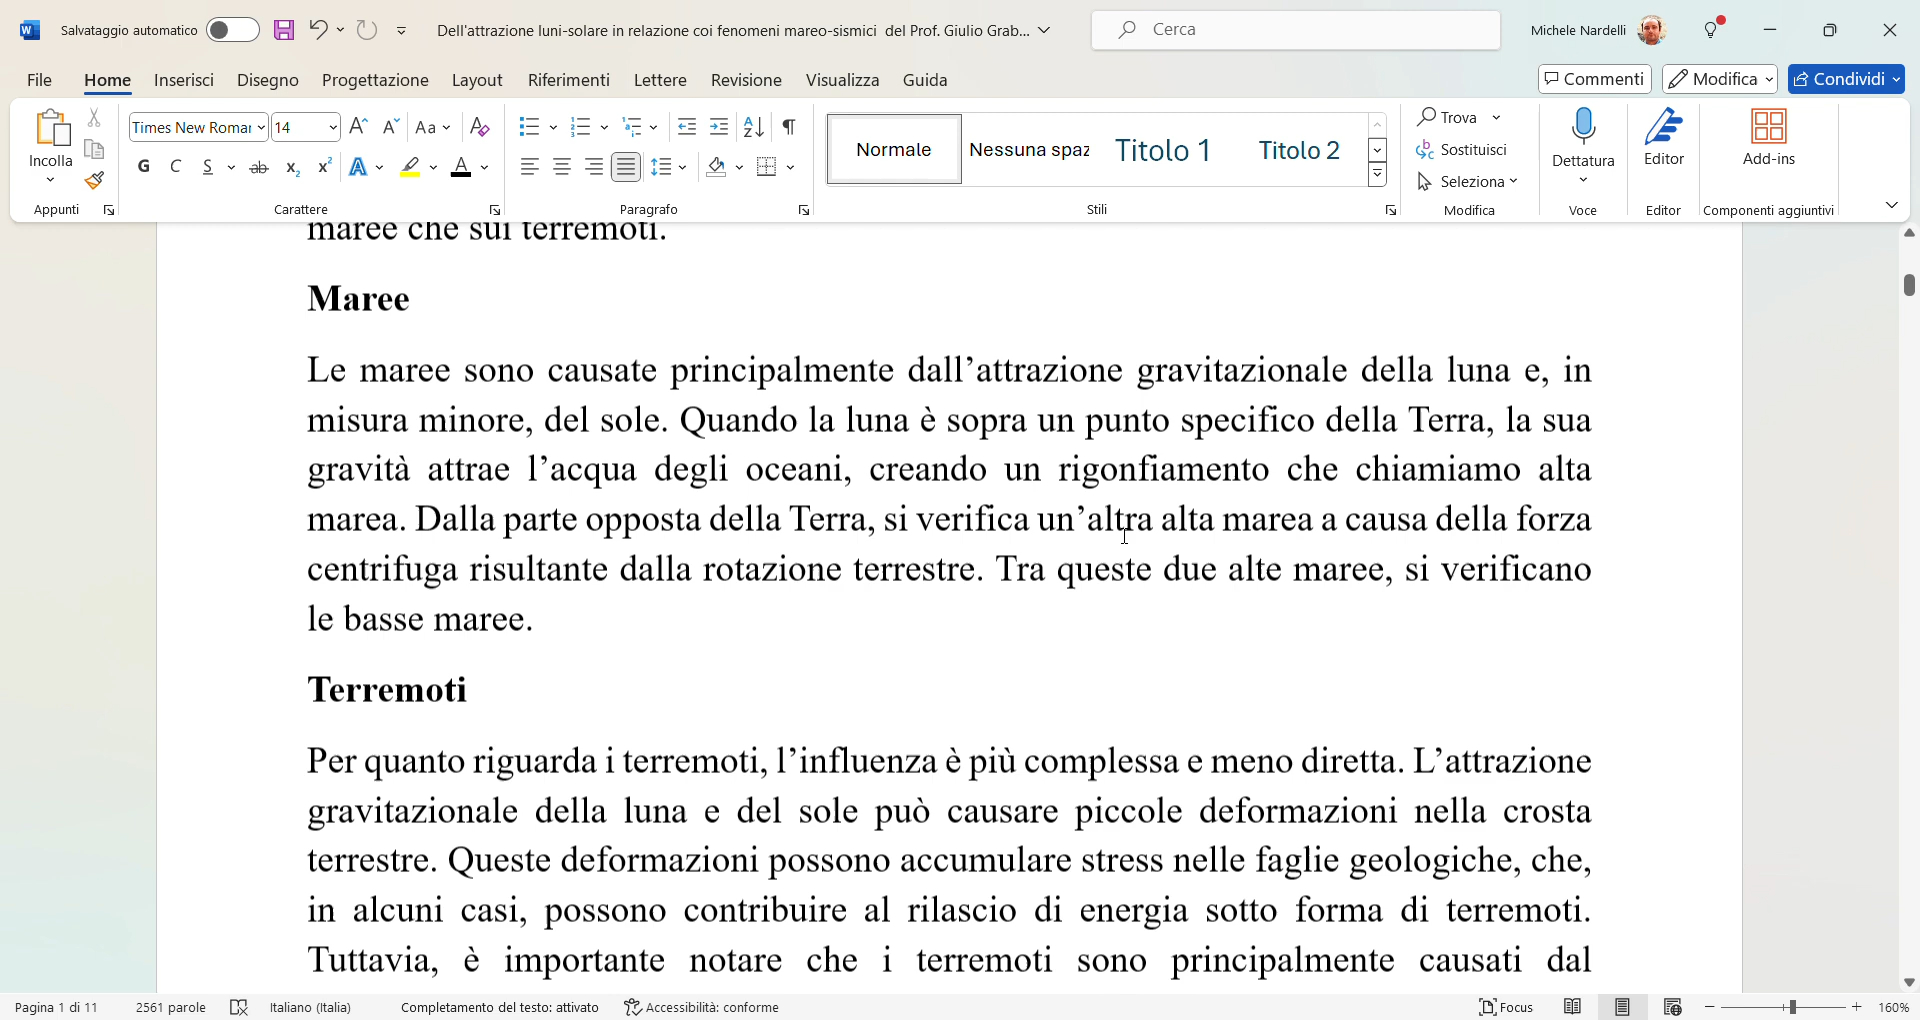 Salvataggio automatico
Dell'attrazione luni-solare in relazione coi fenomeni mareo-sismici del Prof. Giulio Grab...
Cerca
Michele Nardelli
File Home Inserisci Disegno Progettazione Layout Riferimenti Lettere Revisione Visualizza Guida
Commenti Modifica Condividi
Times New Romar 14
Incolla
Normale Nessuna spaz Titolo 1 Titolo 2
Trova
Sostituisci
Seleziona
Dettatura Editor Add-ins
Appunti Carattere Paragrafo Stili Modifica Voce Editor Componenti aggiuntivi
maree che sui terremoti.
Maree
Le maree sono causate principalmente dall’attrazione gravitazionale della luna e, in
misura minore, del sole. Quando la luna è sopra un punto specifico della Terra, la sua
gravità attrae l’acqua degli oceani, creando un rigonfiamento che chiamiamo alta
marea. Dalla parte opposta della Terra, si verifica un’altra alta marea a causa della forza
centrifuga risultante dalla rotazione terrestre. Tra queste due alte maree, si verificano
le basse maree.
Terremoti
Per quanto riguarda i terremoti, l’influenza è più complessa e meno diretta. L’attrazione
gravitazionale della luna e del sole può causare piccole deformazioni nella crosta
terrestre. Queste deformazioni possono accumulare stress nelle faglie geologiche, che,
in alcuni casi, possono contribuire al rilascio di energia sotto forma di terremoti.
Tuttavia, è importante notare che i terremoti sono principalmente causati dal
Pagina 1 di 11 2561 parole Italiano (Italia) Completamento del testo: attivato Accessibilità: conforme Focus 160%